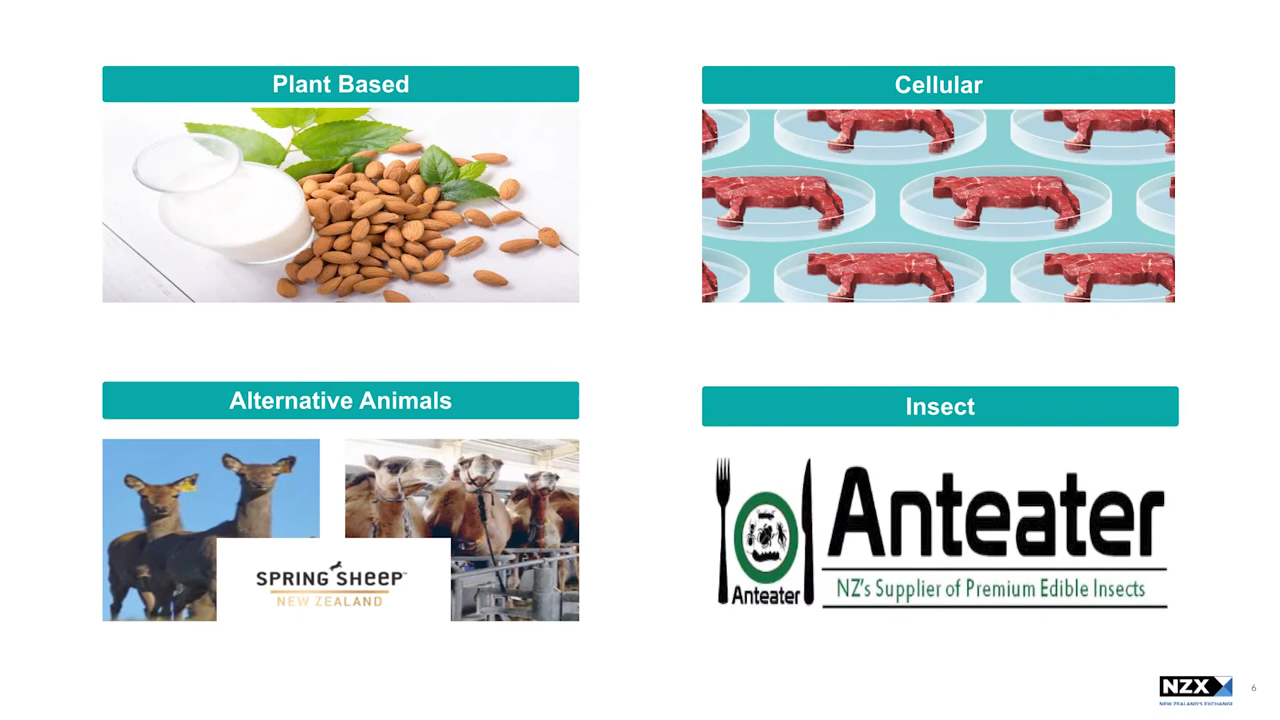 Plant Based
Cellular
Alternative Animals
Insect
SPRING SHEEP™
NEW ZEALAND
Anteater
Anteater
NZ's Supplier of Premium Edible Insects
NZX
NEW ZEALAND'S EXCHANGE
6